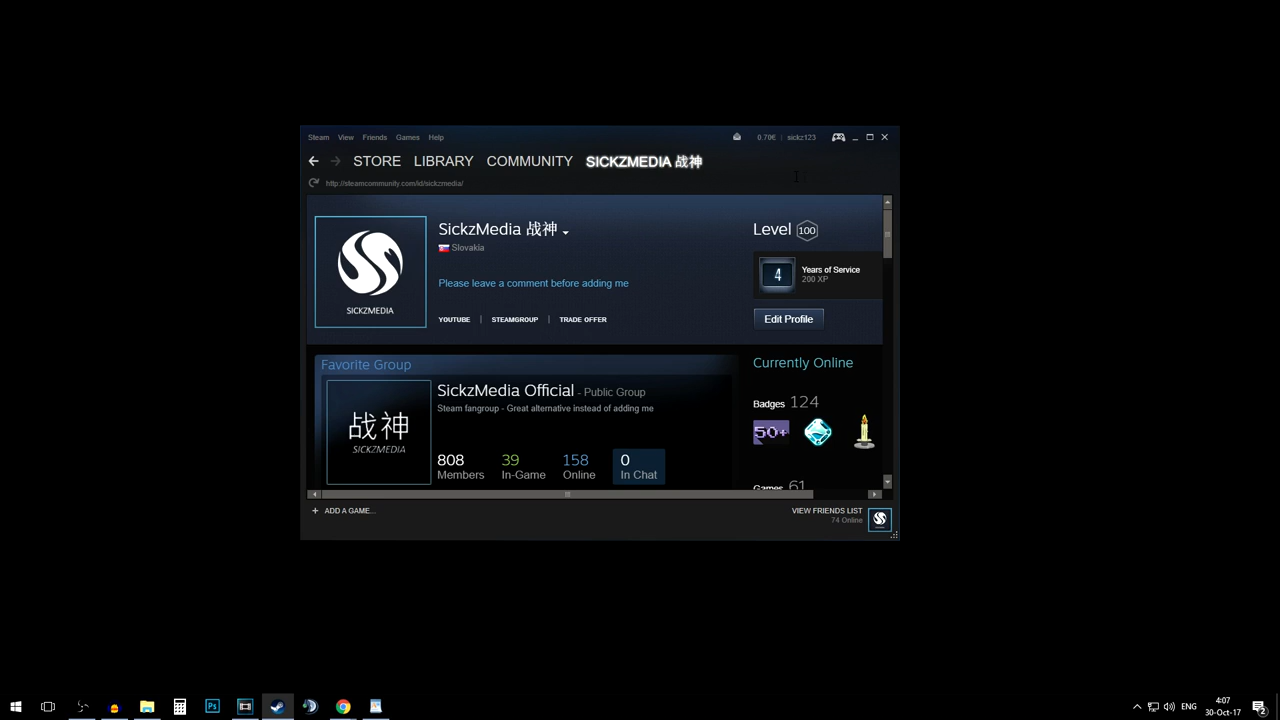 Steam View Friends Games Help 0,70€ sickz123
STORE LIBRARY COMMUNITY SICKZMEDIA 战神
http://steamcommunity.com/id/sickzmedia/
SickzMedia 战神
Level 100
Slovakia
4
Years of Service
200 XP
Please leave a comment before adding me
SICKZMEDIA
YOUTUBE | STEAMGROUP | TRADE OFFER
Edit Profile
Favorite Group
Currently Online
SickzMedia Official - Public Group
Steam fangroup - Great alternative instead of adding me
Badges 124
战神
SICKZMEDIA
50+
808 39 158 0
Members In-Game Online In Chat
Games 61
+ ADD A GAME...
VIEW FRIENDS LIST
74 Online
Ps
ENG
4:07
30-Oct-17
2